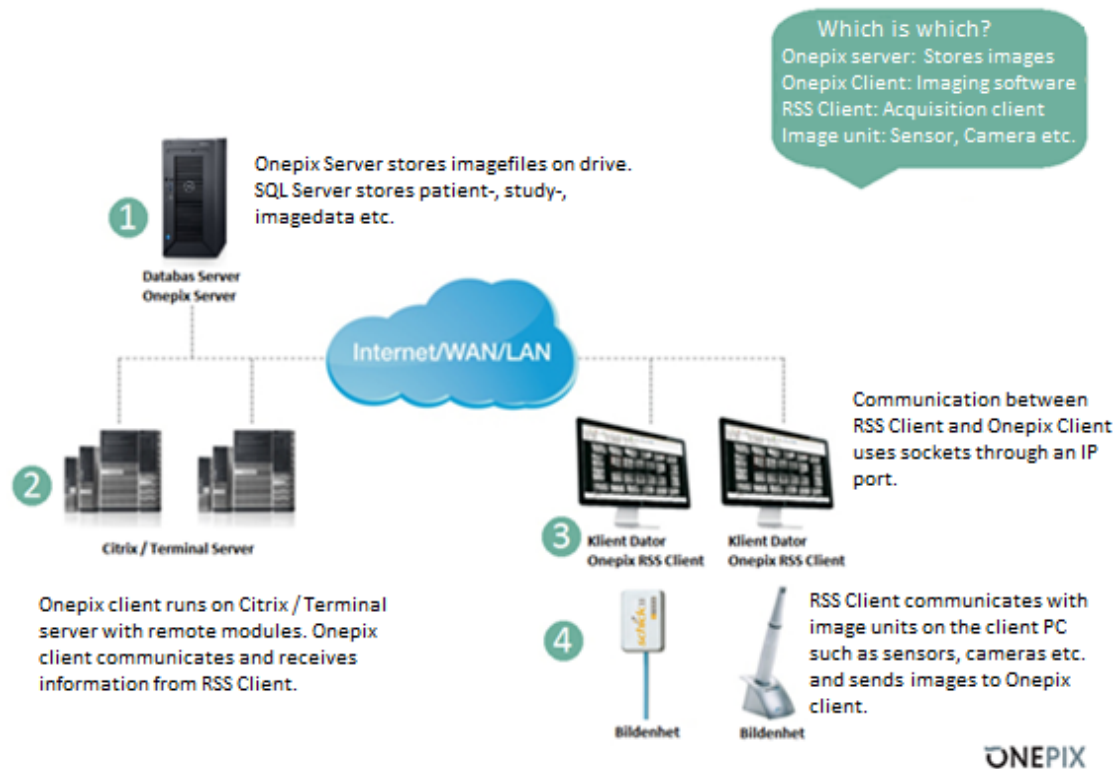 Which is which?
Onepix server: Stores images
Onepix Client: Imaging software
RSS Client: Acquisition client
Image unit: Sensor, Camera etc.
Onepix Server stores imagefiles on drive.
SQL Server stores patient-, study-,
imagedata etc.
1
Databas Server
Onepix Server
Internet/WAN/LAN
Communication between
RSS Client and Onepix Client
uses sockets through an IP
port.
2
Citrix / Terminal Server
3
Klient Dator
Onepix RSS Client
Klient Dator
Onepix RSS Client
Onepix client runs on Citrix / Terminal
server with remote modules. Onepix
client communicates and receives
information from RSS Client.
4
schick
Bildenhet
Bildenhet
RSS Client communicates with
image units on the client PC
such as sensors, cameras etc.
and sends images to Onepix
client.
ONEPIX